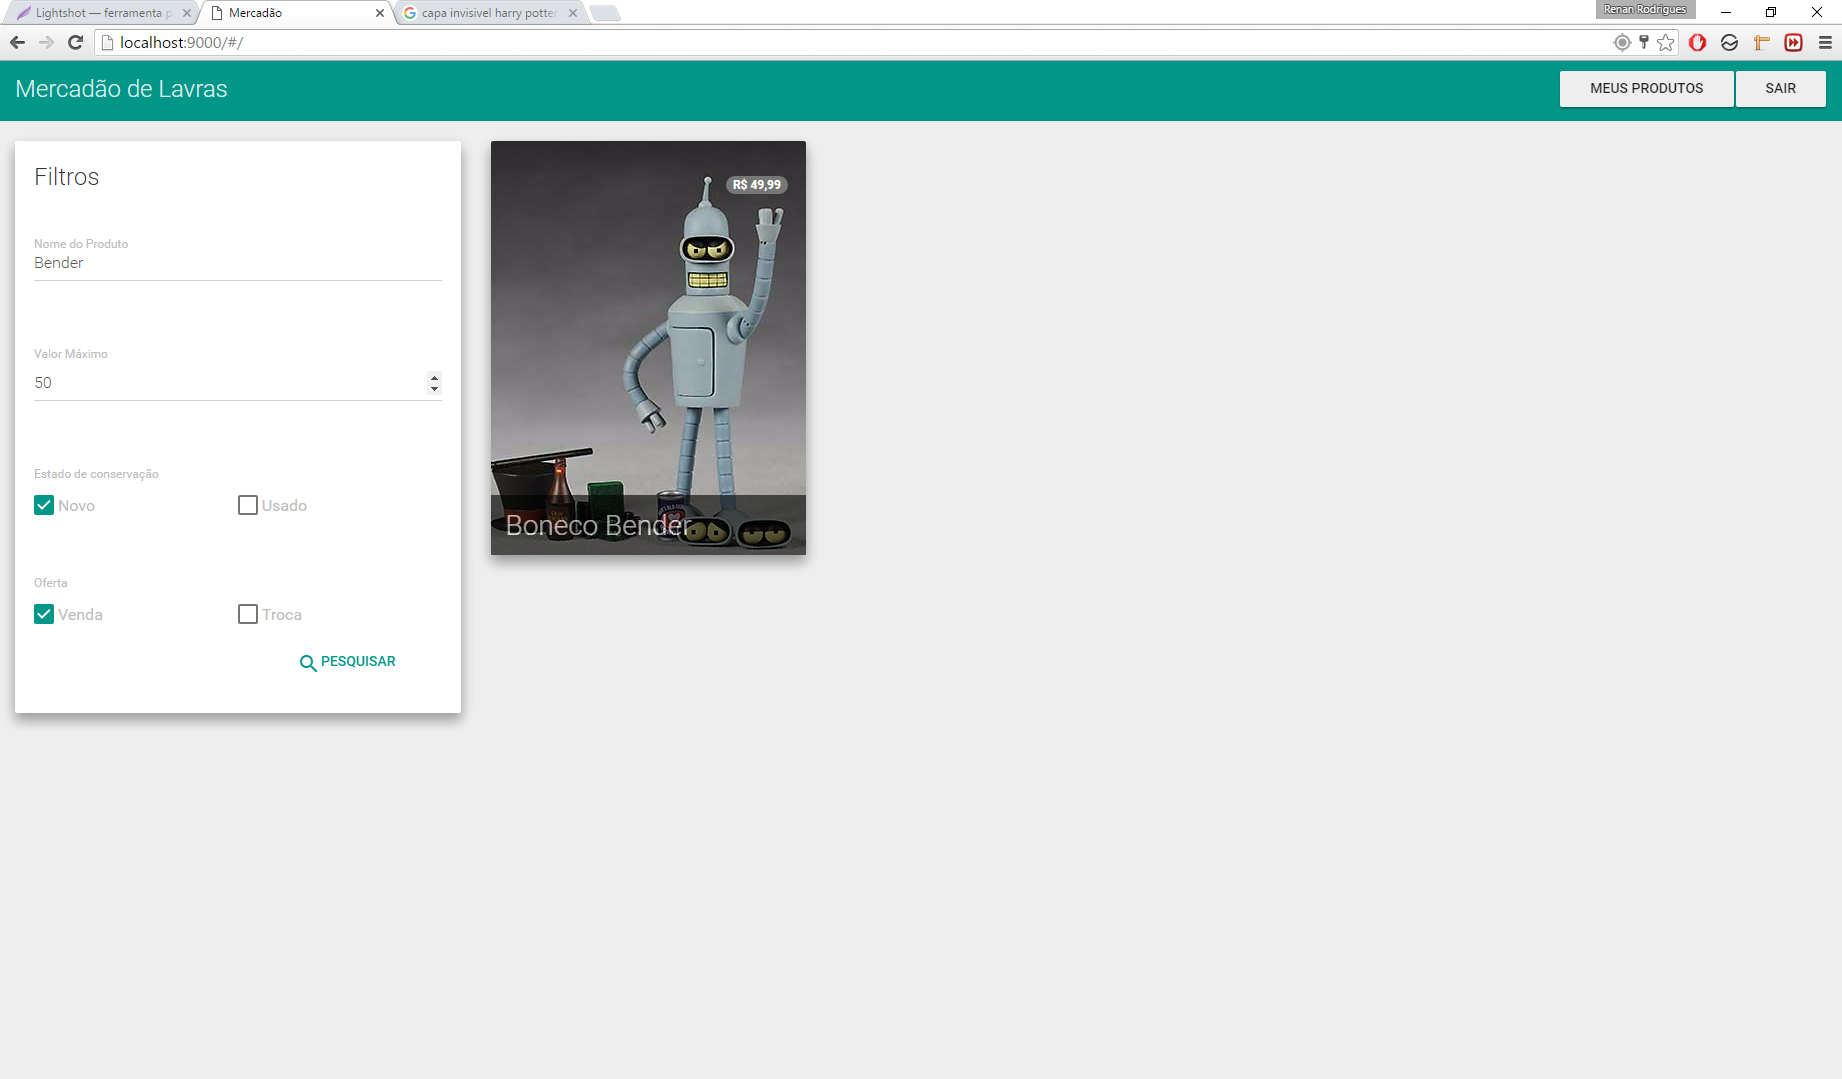 Lightshot — ferramenta p
Mercadão
capa invisivel harry potter
Renan Rodrigues
localhost:9000/#/
Mercadão de Lavras
MEUS PRODUTOS
SAIR
Filtros
Nome do Produto
Bender
Valor Máximo
50
Estado de conservação
Novo
Usado
Oferta
Venda
Troca
PESQUISAR
R$ 49,99
Boneco Bender